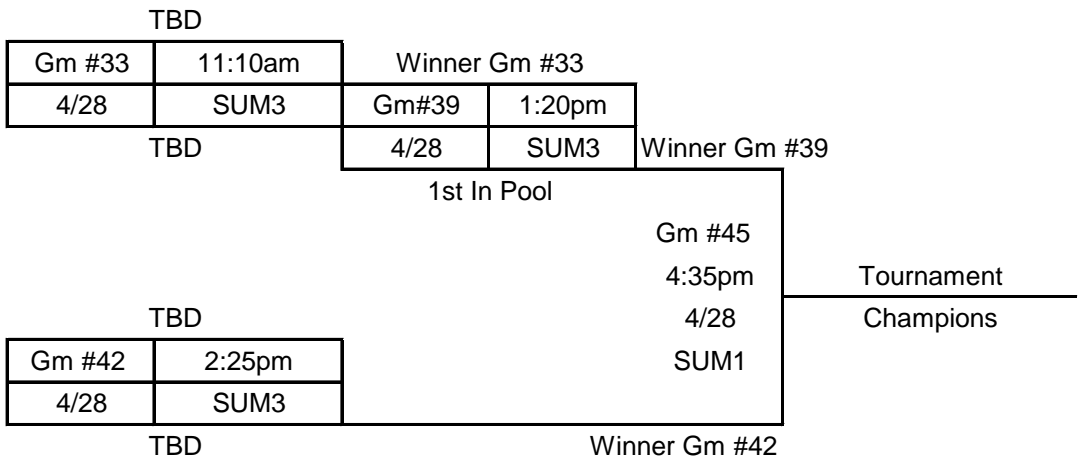 TBD
Gm #33 11:10am Winner Gm #33
4/28 SUM3 Gm#39 1:20pm
TBD 4/28 SUM3 Winner Gm #39
1st In Pool
Gm #45
4:35pm Tournament
TBD 4/28 Champions
Gm #42 2:25pm SUM1
4/28 SUM3
TBD Winner Gm #42